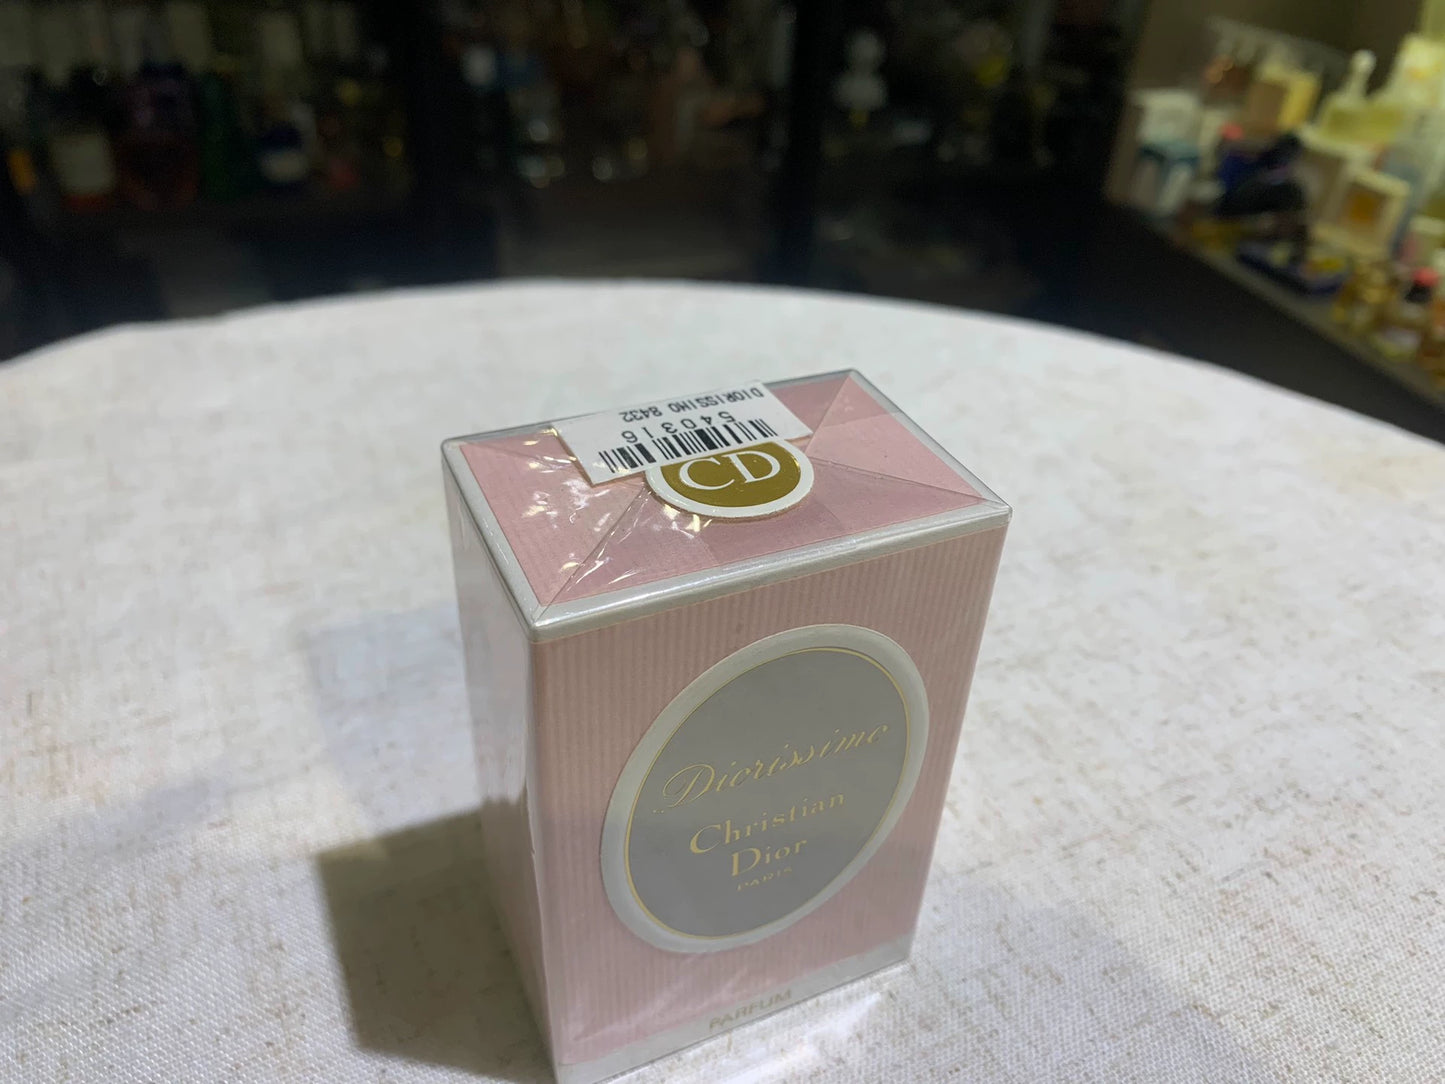 DIORISSIMO 8432
540316
CD
Diorissimo
Christian
Dior
PARIS
PARFUM